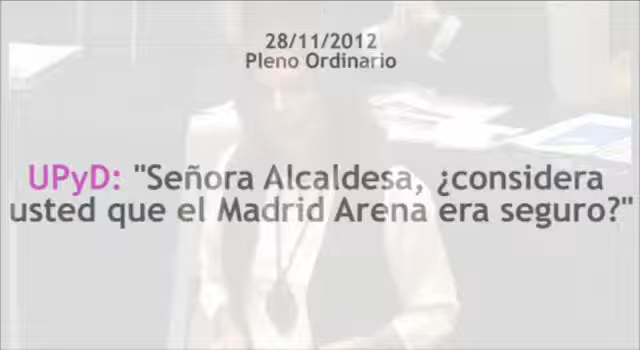 28/11/2012
Pleno Ordinario
UPyD: "Señora Alcaldesa, ¿considera
usted que el Madrid Arena era seguro?"